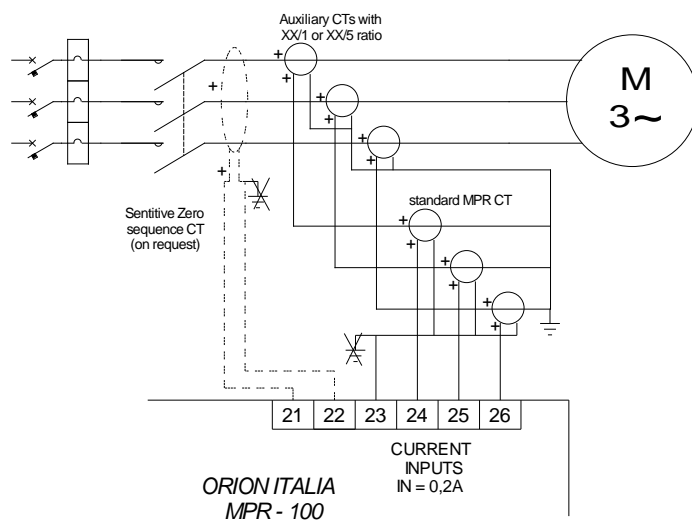 Auxiliary CTs with
XX/1 or XX/5 ratio
+
+
+
+
+
+
+
M
3~
+
Sentitive Zero
sequence CT
(on request)
standard MPR CT
+
+
+
+
+
+
21 22 23 24 25 26
CURRENT
INPUTS
IN = 0,2A
ORION ITALIA
MPR - 100